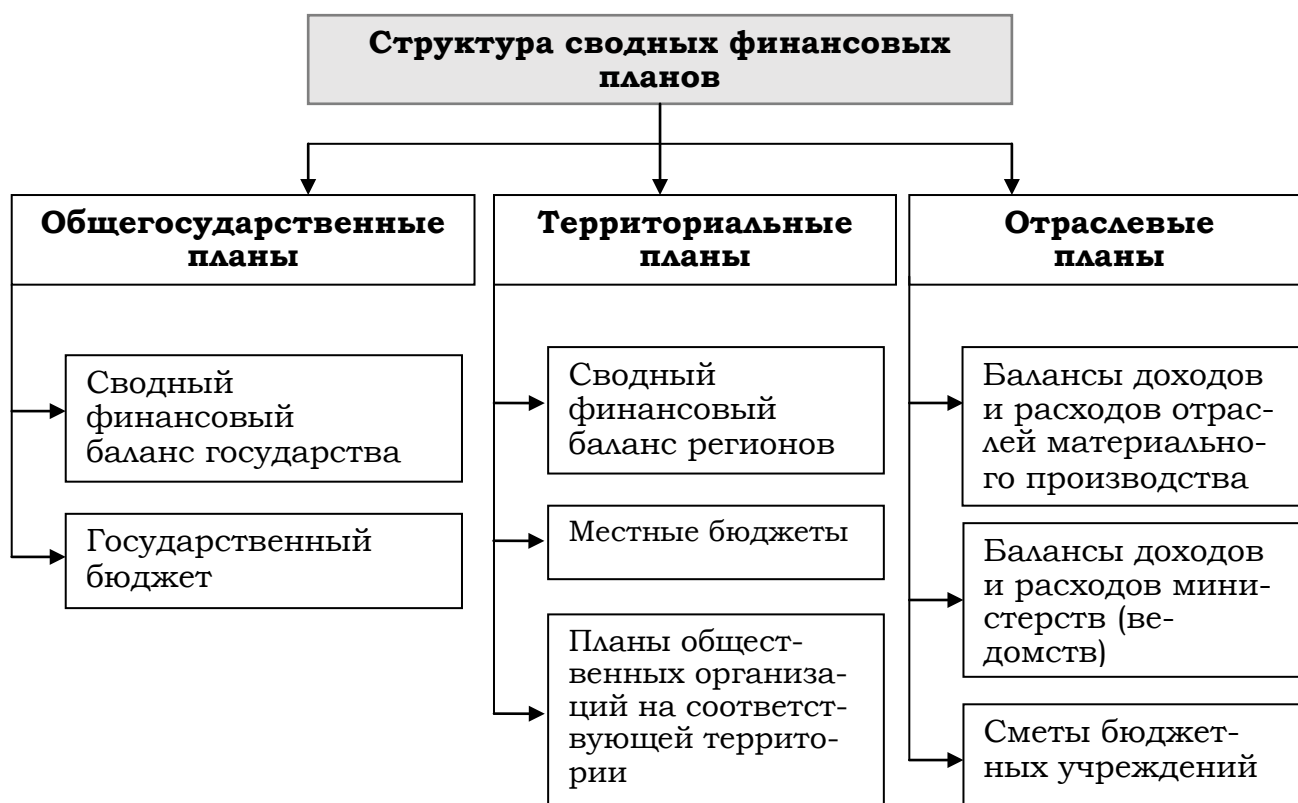 Структура сводных финансовых
планов
Общегосударственные
планы
Сводный
финансовый
баланс государства
Государственный
бюджет
Территориальные
планы
Сводный
финансовый
баланс регионов
Местные бюджеты
Планы общест-
венных организа-
ций на соответст-
вующей террито-
рии
Отраслевые
планы
Балансы доходов
и расходов отрас-
лей материально-
го производства
Балансы доходов
и расходов мини-
стерств (ве-
домств)
Сметы бюджет-
ных учреждений